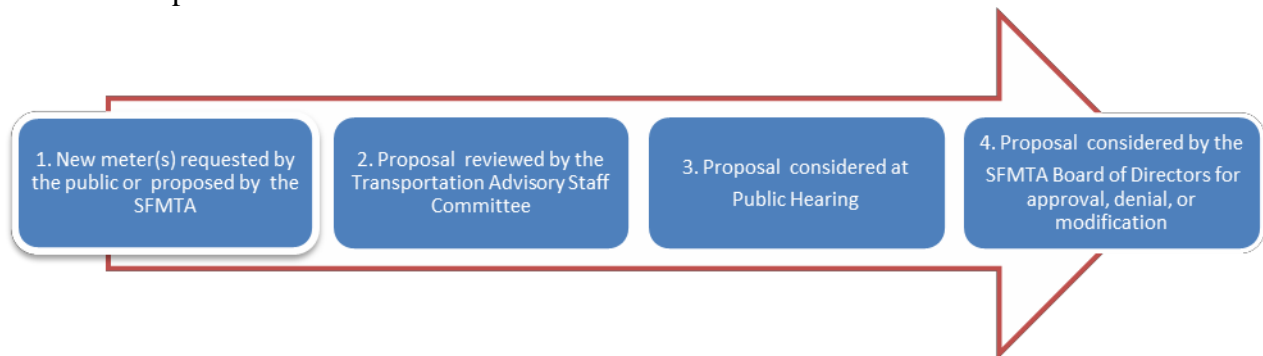 1. New meter(s) requested by
the public or proposed by the
SFMTA
2. Proposal reviewed by the
Transportation Advisory Staff
Committee
3. Proposal considered at
Public Hearing
4. Proposal considered by the
SFMTA Board of Directors for
approval, denial, or
modification